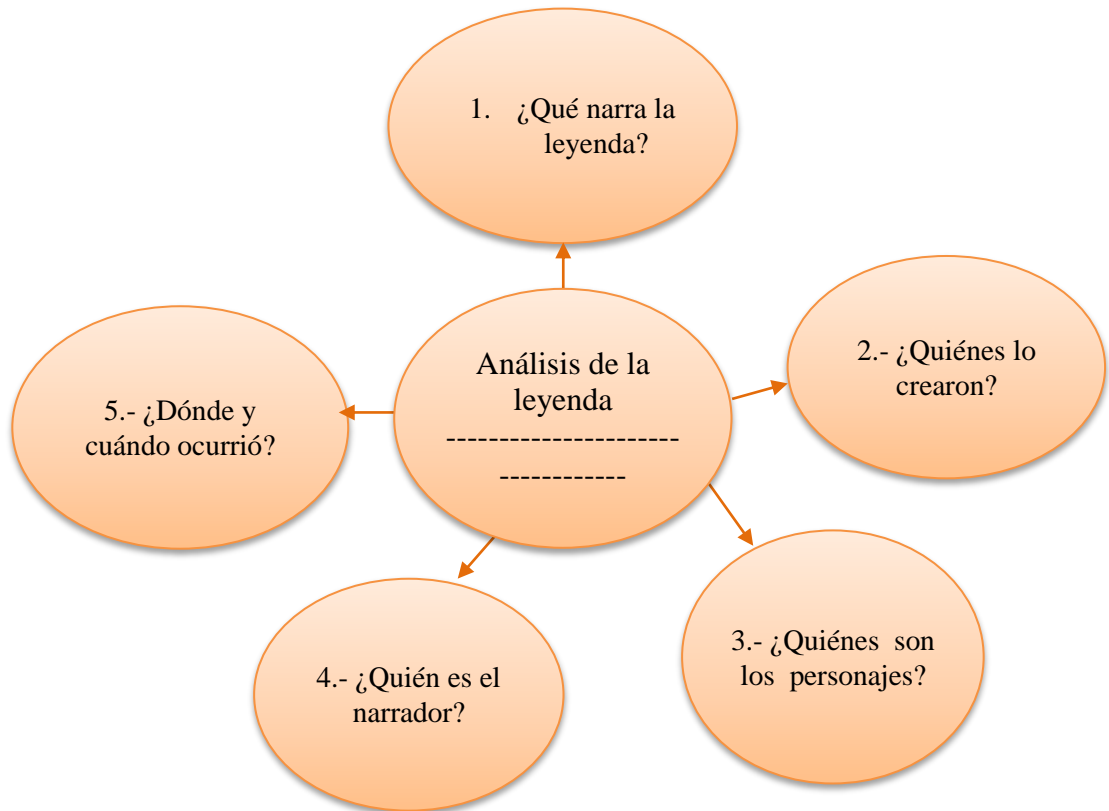 1. ¿Qué narra la
leyenda?
Análisis de la
leyenda
----------------------
------------
2.- ¿Quiénes lo
crearon?
3.- ¿Quiénes son
los personajes?
4.- ¿Quién es el
narrador?
5.- ¿Dónde y
cuándo ocurrió?